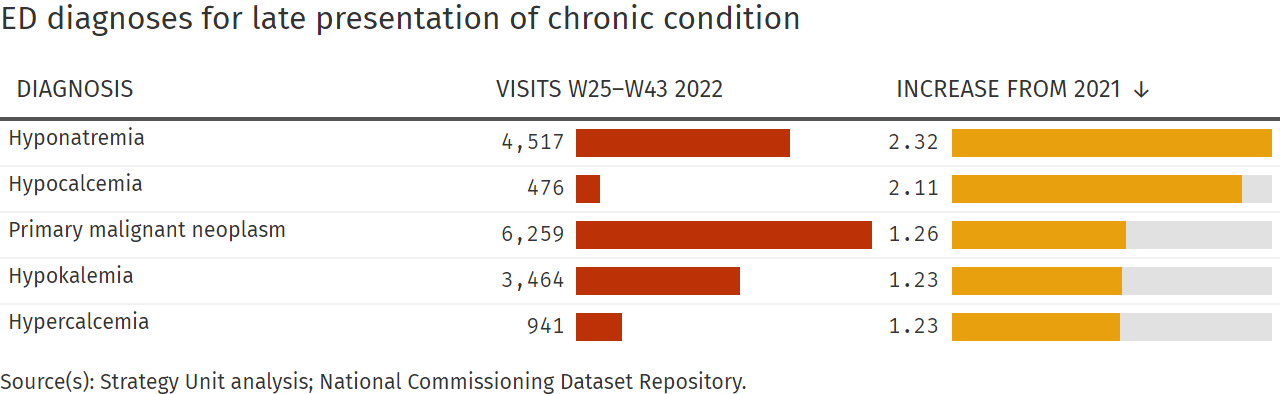 ED diagnoses for late presentation of chronic condition
DIAGNOSIS VISITS W25–W43 2022 INCREASE FROM 2021 ↓
Hyponatremia 4,517 2.32
Hypocalcemia 476 2.11
Primary malignant neoplasm 6,259 1.26
Hypokalemia 3,464 1.23
Hypercalcemia 941 1.23
Source(s): Strategy Unit analysis; National Commissioning Dataset Repository.